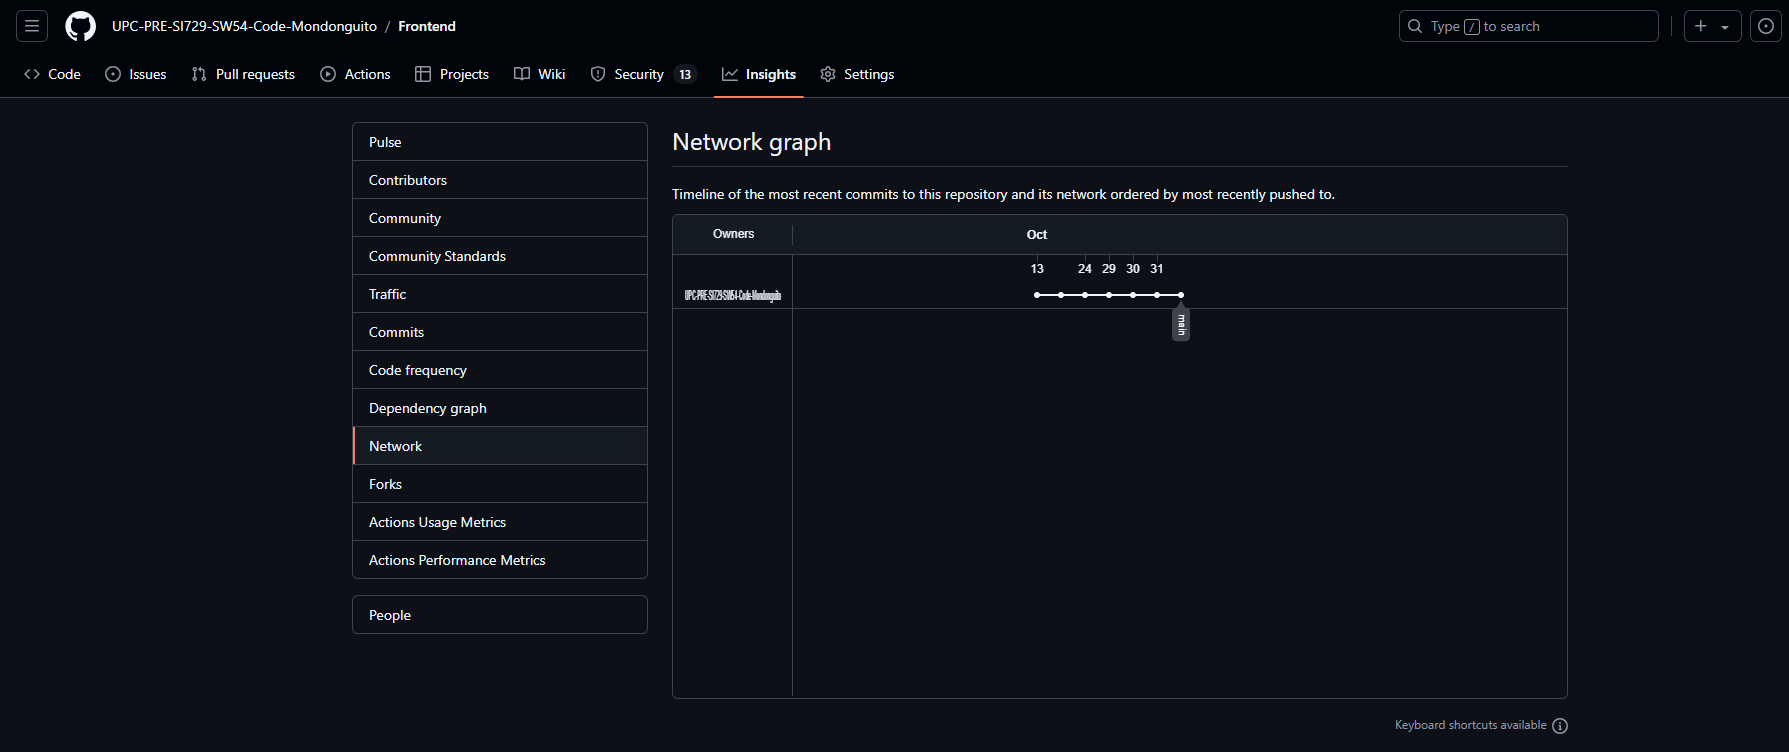 UPC-PRE-SI729-SW54-Code-Mondonguito / Frontend
Type / to search
Code Issues Pull requests Actions Projects Wiki Security 13 Insights Settings
Pulse
Contributors
Community
Community Standards
Traffic
Commits
Code frequency
Dependency graph
Network
Forks
Actions Usage Metrics
Actions Performance Metrics
People
Network graph
Timeline of the most recent commits to this repository and its network ordered by most recently pushed to.
Owners
Oct
13 24 29 30 31
UPC-PRE-SI729-SW54-Code-Mondonguito
main
Keyboard shortcuts available